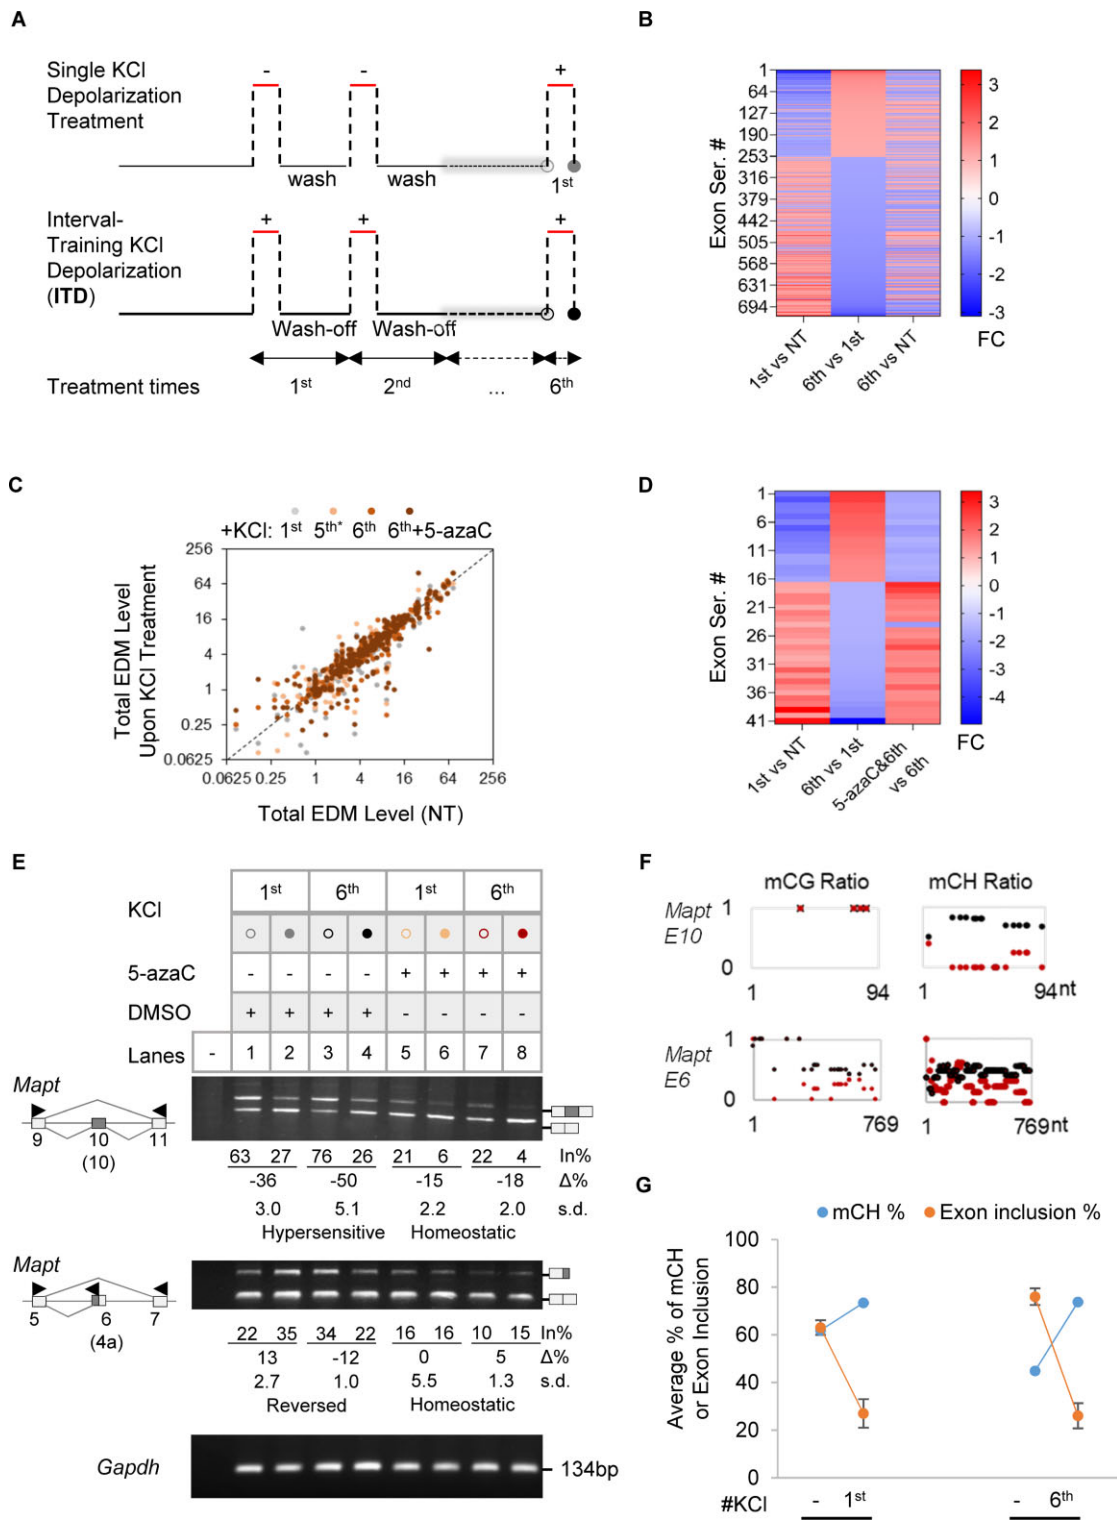 A
Single KCl
Depolarization
Treatment
- - +
wash wash 1st
Interval-
Training KCl
Depolarization
(ITD)
+ + +
Wash-off Wash-off
Treatment times 1st 2nd ... 6th
B
Exon Ser. #
1
64
127
190
253
316
379
442
505
568
631
694
1st vs NT
6th vs 1st
6th vs NT
3
2
1
0
-1
-2
-3
FC
C
+KCl: 1st 5th* 6th 6th+5-azaC
Total EDM Level
Upon KCl Treatment
256
64
16
4
1
0.25
0.0625
0.0625 0.25 1 4 16 64 256
Total EDM Level (NT)
D
Exon Ser. #
1
6
11
16
21
26
31
36
41
1st vs NT
6th vs 1st
5-azaC&6th
vs 6th
3
2
1
0
-1
-2
-3
-4
FC
E
KCl 1st 6th 1st 6th
5-azaC - - - - + + + +
DMSO + + + + - - - -
Lanes - 1 2 3 4 5 6 7 8
Mapt
9 10 11
(10)
63 27 76 26 21 6 22 4 In%
-36 -50 -15 -18 Δ%
3.0 5.1 2.2 2.0 s.d.
Hypersensitive Homeostatic
Mapt
5 6 7
(4a)
22 35 34 22 16 16 10 15 In%
13 -12 0 5 Δ%
2.7 1.0 5.5 1.3 s.d.
Reversed Homeostatic
Gapdh 134bp
F
mCG Ratio mCH Ratio
Mapt
E10
1
0
1 94 1 94nt
Mapt
E6
1
0
1 769 1 769nt
G
mCH % Exon inclusion %
Average % of mCH
or Exon Inclusion
100
80
60
40
20
0
#KCl - 1st - 6th